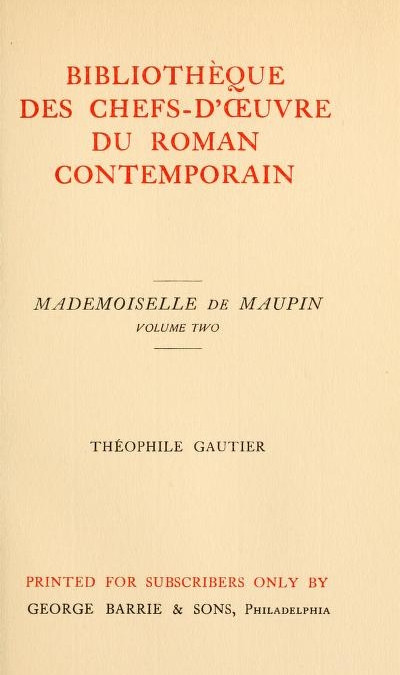 BIBLIOTHÈQUE
DES CHEFS-D'ŒUVRE
DU ROMAN
CONTEMPORAIN
MADEMOISELLE DE MAUPIN
VOLUME TWO
THÉOPHILE GAUTIER
PRINTED FOR SUBSCRIBERS ONLY BY
GEORGE BARRIE & SONS, PHILADELPHIA